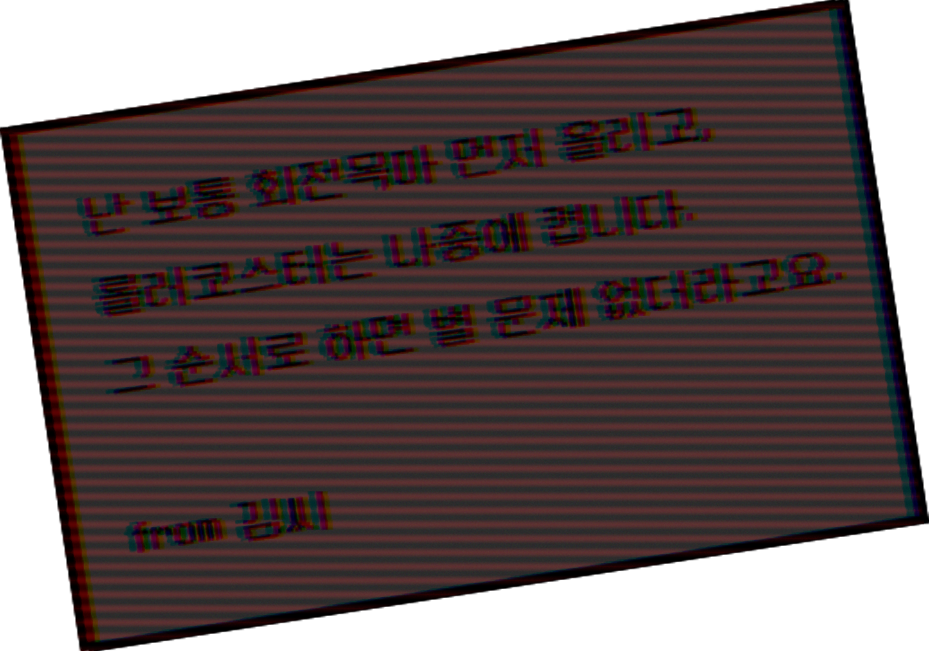 난 보통 회전목마 먼저 올리고,
롤러코스터는 나중에 켭니다.
그 순서로 하면 별 문제 없더라고요.
from 김씨